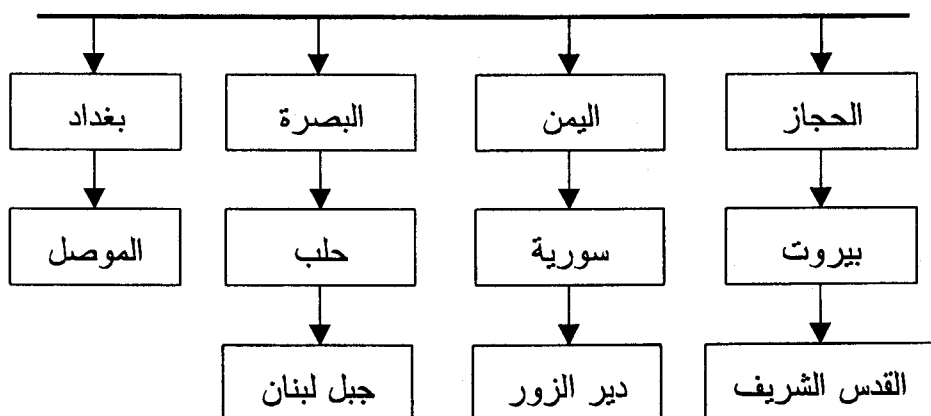 الحجاز
اليمن
البصرة
بغداد
بيروت
سورية
حلب
الموصل
القدس الشريف
دير الزور
جبل لبنان